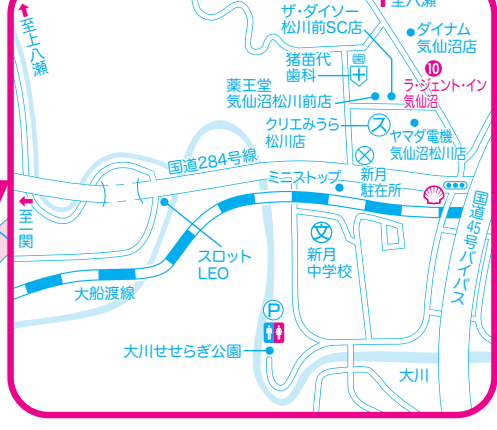 至八瀬
ザ・ダイソー
松川前SC店
至上八瀬
ダイナム
気仙沼店
猪苗代
歯科
歯
⑩
ラ・ジェント・イン
気仙沼
薬王堂
気仙沼松川前店
クリエみうら
松川店
ス
ヤマダ電機
気仙沼松川店
国道284号線
ミニストップ
新月
駐在所
至一関
国道45号バイパス
スロット
LEO
文
新月
中学校
大船渡線
P
大川せせらぎ公園
大川